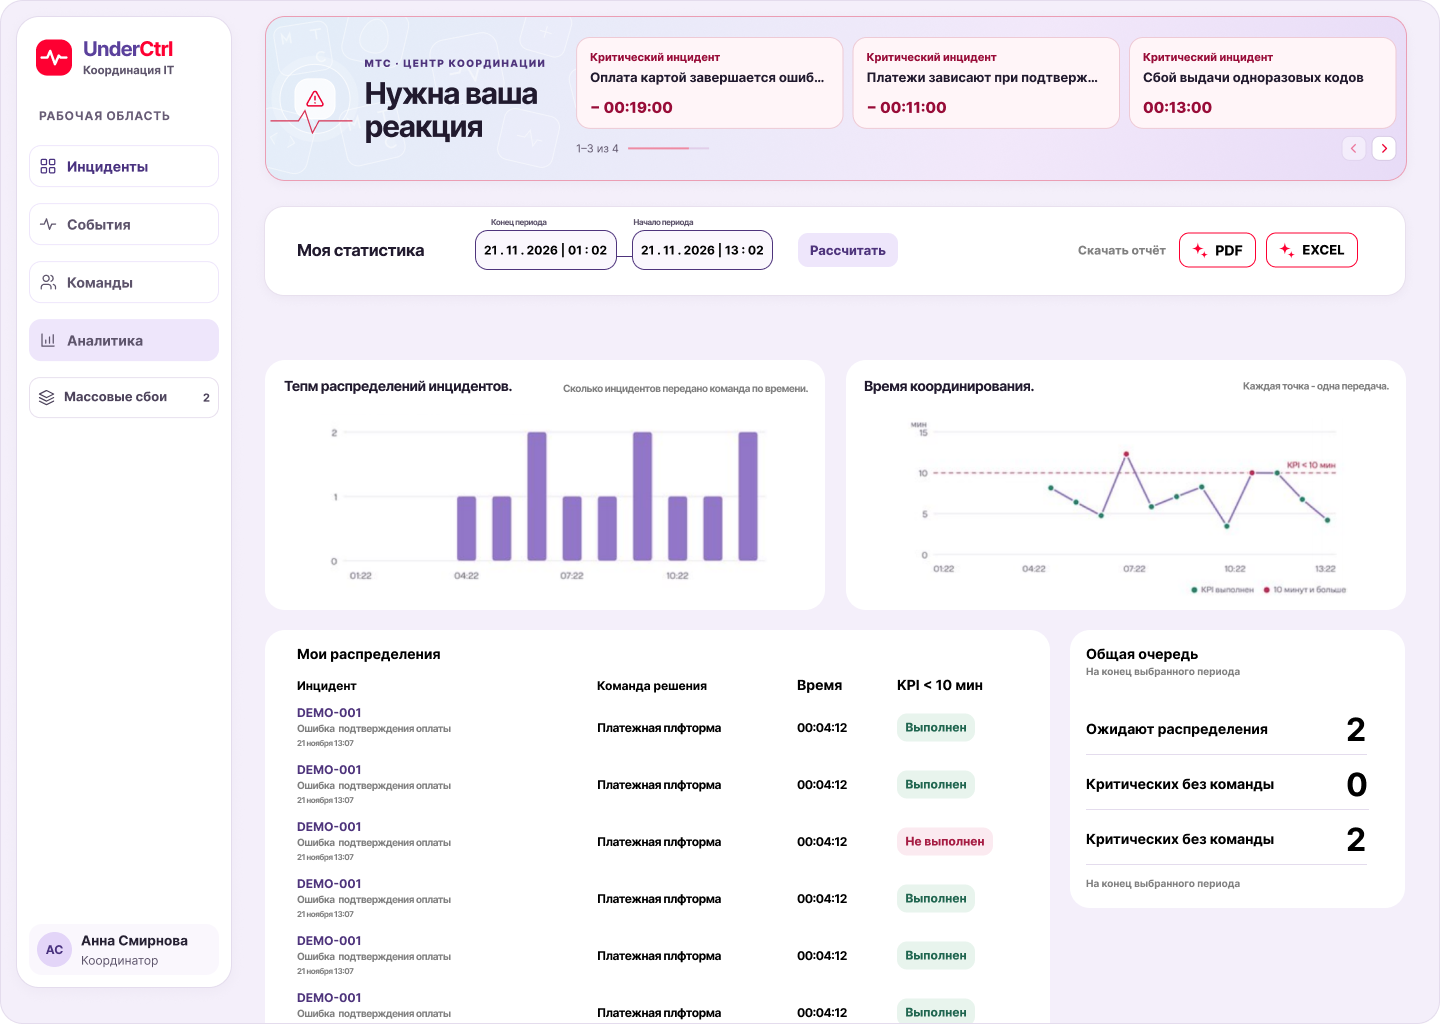 UnderCtrl
Координация IT
РАБОЧАЯ ОБЛАСТЬ
Инциденты
События
Команды
Аналитика
Массовые сбои 2
АС
Анна Смирнова
Координатор
МТС · ЦЕНТР КООРДИНАЦИИ
Нужна ваша
реакция
Критический инцидент
Оплата картой завершается ошиб...
− 00:19:00
Критический инцидент
Платежи зависают при подтверж...
− 00:11:00
Критический инцидент
Сбой выдачи одноразовых кодов
00:13:00
1–3 из 4
Моя статистика
Конец периода
21 . 11 . 2026 | 01 : 02
Начало периода
21 . 11 . 2026 | 13 : 02
Рассчитать
Скачать отчёт
PDF
EXCEL
Тепм распределений инцидентов.
Сколько инцидентов передано команда по времени.
2
1
0
01:22 04:22 07:22 10:22
Время координирования.
Каждая точка - одна передача.
мин
15
10
5
0
KPI < 10 мин
01:22 04:22 07:22 10:22 13:22
KPI выполнен 10 минут и больше
Мои распределения
Инцидент Команда решения Время KPI < 10 мин
DEMO-001
Ошибка подтверждения оплаты
21 ноября 13:07
Платежная плфторма 00:04:12 Выполнен
DEMO-001
Ошибка подтверждения оплаты
21 ноября 13:07
Платежная плфторма 00:04:12 Выполнен
DEMO-001
Ошибка подтверждения оплаты
21 ноября 13:07
Платежная плфторма 00:04:12 Не выполнен
DEMO-001
Ошибка подтверждения оплаты
21 ноября 13:07
Платежная плфторма 00:04:12 Выполнен
DEMO-001
Ошибка подтверждения оплаты
21 ноября 13:07
Платежная плфторма 00:04:12 Выполнен
DEMO-001
Ошибка подтверждения оплаты
Платежная плфторма 00:04:12 Выполнен
Общая очередь
На конец выбранного периода
Ожидают распределения 2
Критических без команды 0
Критических без команды 2
На конец выбранного периода